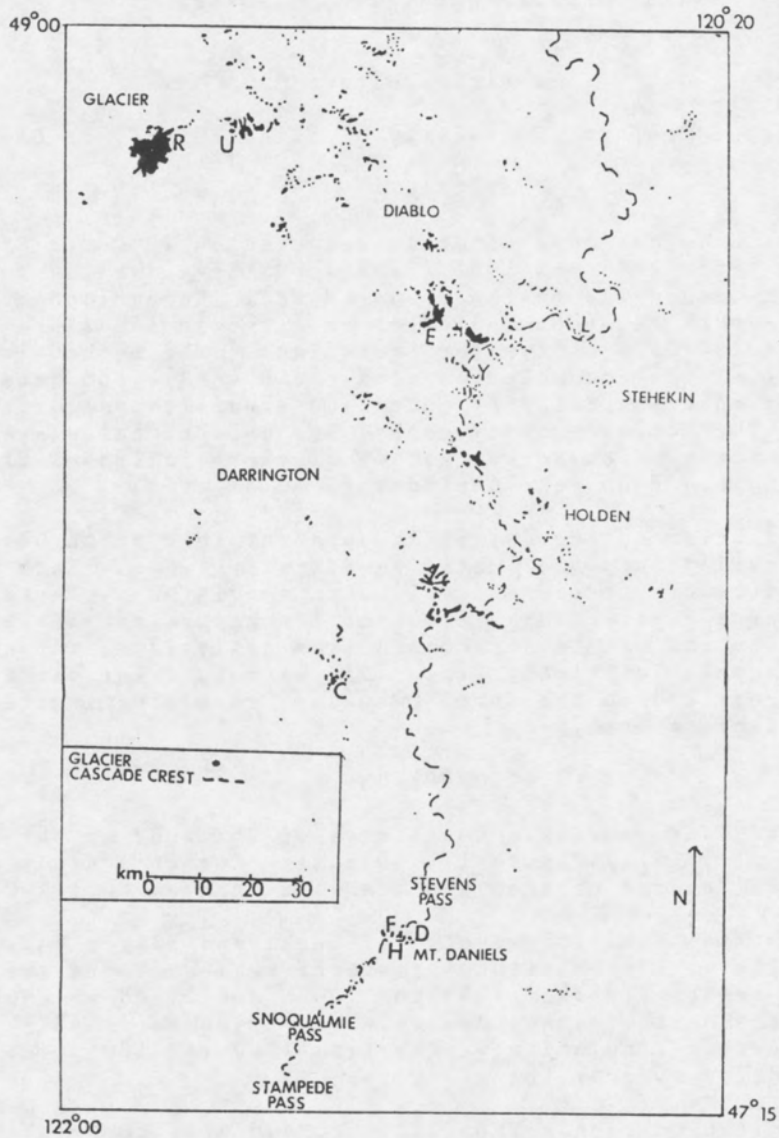 49°00
120° 20
GLACIER
R
U
DIABLO
E
L
Y
STEHEKIN
DARRINGTON
HOLDEN
S
C
GLACIER
CASCADE CREST
km
0 10 20 30
STEVENS
PASS
N
F
D
H
MT. DANIELS
SNOQUALMIE
PASS
STAMPEDE
PASS
122°00
47°15